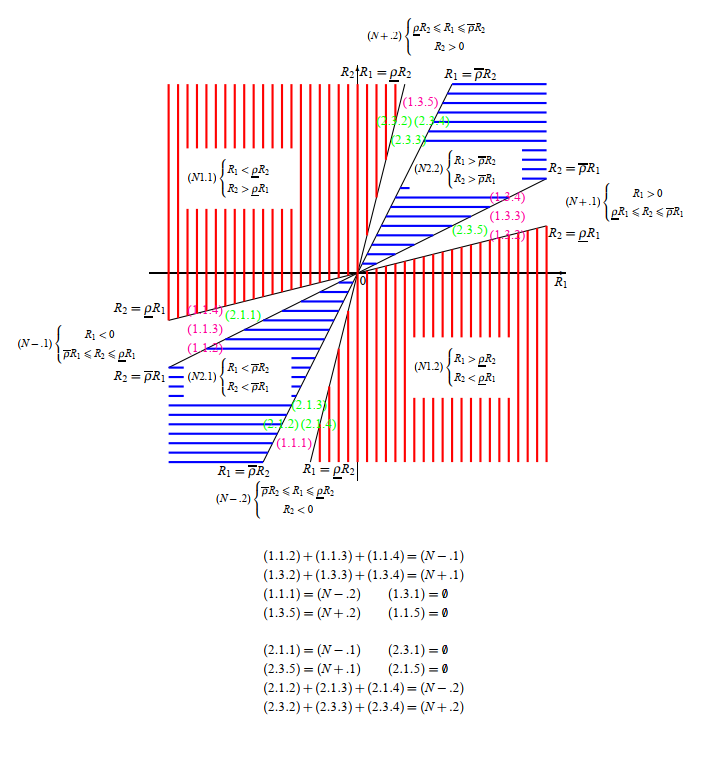 (N+.2) { ρ̲R₂ ⩽ R₁ ⩽ ρ̅R₂
R₂ > 0
R₂ R₁ = ρ̲R₂ R₁ = ρ̅R₂
(1.3.5)
(2.3.2) (2.3.4)
(2.3.3)
(N1.1) { R₁ < ρ̲R₂
R₂ > ρ̲R₁
(N2.2) { R₁ > ρ̅R₂
R₂ > ρ̅R₁
R₂ = ρ̅R₁
(1.3.4)
(N+.1) { R₁ > 0
ρ̲R₁ ⩽ R₂ ⩽ ρ̅R₁
(1.3.3)
(2.3.5) (1.3.2)
R₂ = ρ̲R₁
0 R₁
R₂ = ρ̲R₁ (1.1.4) (2.1.1)
(1.1.3)
(N−.1) { R₁ < 0
ρ̅R₁ ⩽ R₂ ⩽ ρ̲R₁
(1.1.2)
R₂ = ρ̅R₁
(N2.1) { R₁ < ρ̅R₂
R₂ < ρ̅R₁
(N1.2) { R₁ > ρ̲R₂
R₂ < ρ̲R₁
(2.1.3)
(2.1.2) (2.1.4)
(1.1.1)
R₁ = ρ̅R₂ R₁ = ρ̲R₂
(N−.2) { ρ̅R₂ ⩽ R₁ ⩽ ρ̲R₂
R₂ < 0
(1.1.2)+(1.1.3)+(1.1.4) = (N−.1)
(1.3.2)+(1.3.3)+(1.3.4) = (N+.1)
(1.1.1) = (N−.2) (1.3.1) = ∅
(1.3.5) = (N+.2) (1.1.5) = ∅
(2.1.1) = (N−.1) (2.3.1) = ∅
(2.3.5) = (N+.1) (2.1.5) = ∅
(2.1.2)+(2.1.3)+(2.1.4) = (N−.2)
(2.3.2)+(2.3.3)+(2.3.4) = (N+.2)